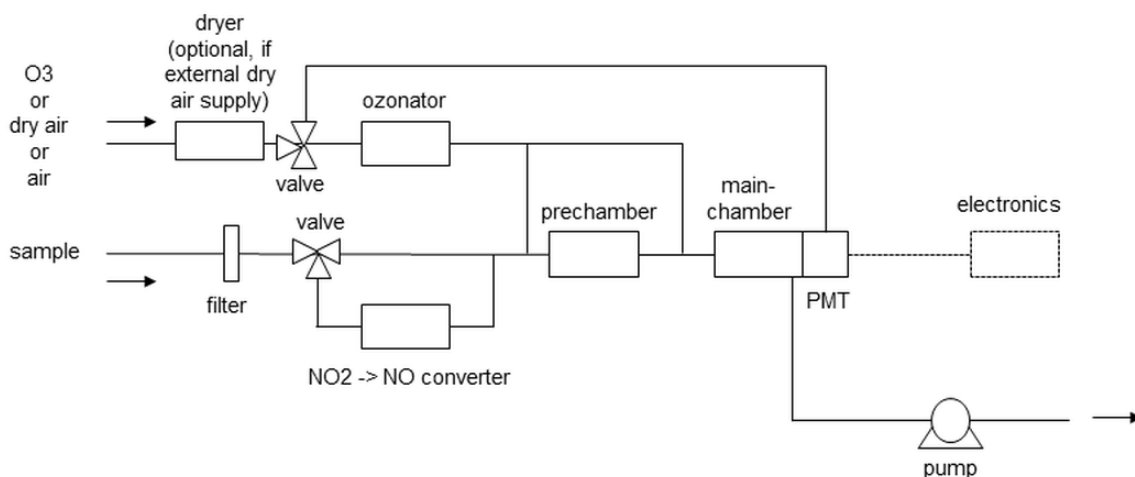 dryer
(optional, if
external dry
air supply)
O3
or
dry air
or
air
ozonator
valve
sample
filter
valve
NO2 -> NO converter
prechamber
main-
chamber
PMT
electronics
pump